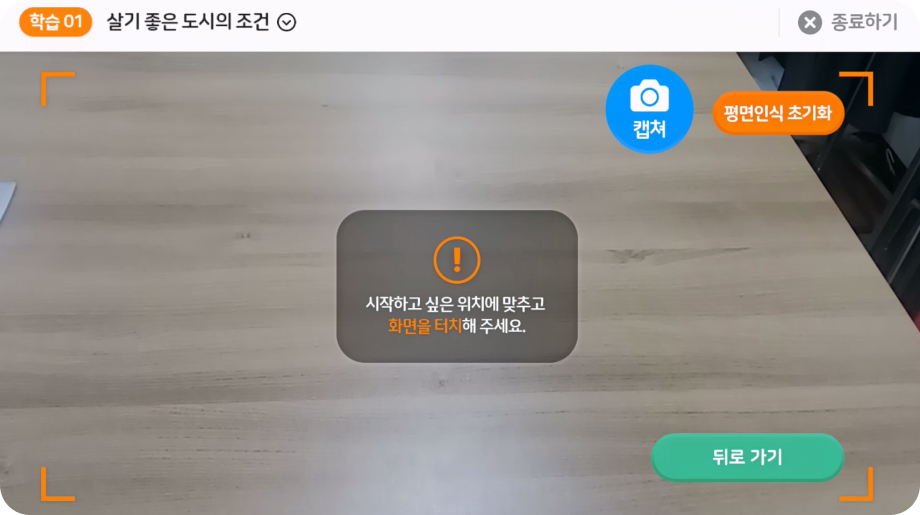 학습 01 살기 좋은 도시의 조건
종료하기
캡쳐
평면인식 초기화
시작하고 싶은 위치에 맞추고
화면을 터치해 주세요.
뒤로 가기